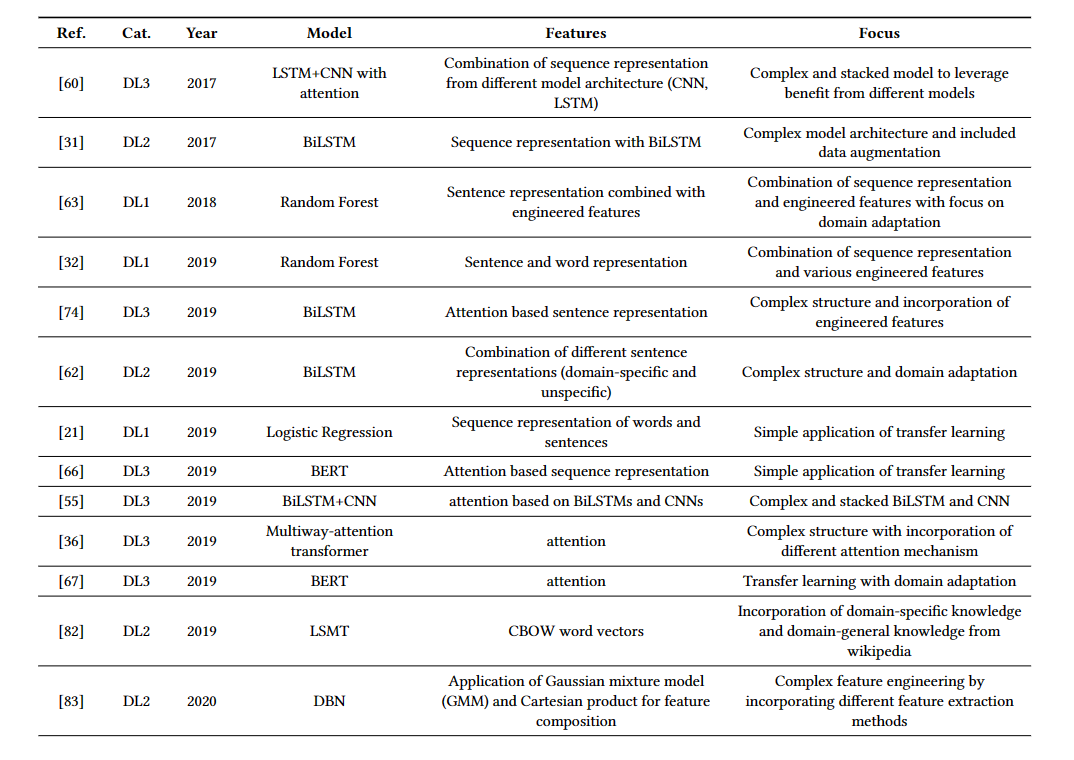 Ref. Cat. Year Model Features Focus
Combination of sequence representation
LSTM+CNN with Complex and stacked model to leverage
[60] DL3 2017 from different model architecture (CNN,
attention benefit from different models
LSTM)
Complex model architecture and included
[31] DL2 2017 BiLSTM Sequence representation with BiLSTM
data augmentation
Combination of sequence representation
Sentence representation combined with
[63] DL1 2018 Random Forest and engineered features with focus on
engineered features
domain adaptation
Combination of sequence representation
[32] DL1 2019 Random Forest Sentence and word representation
and various engineered features
Complex structure and incorporation of
[74] DL3 2019 BiLSTM Attention based sentence representation
engineered features
Combination of different sentence
[62] DL2 2019 BiLSTM representations (domain-specific and Complex structure and domain adaptation
unspecific)
Sequence representation of words and
[21] DL1 2019 Logistic Regression Simple application of transfer learning
sentences
[66] DL3 2019 BERT Attention based sequence representation Simple application of transfer learning
[55] DL3 2019 BiLSTM+CNN attention based on BiLSTMs and CNNs Complex and stacked BiLSTM and CNN
Multiway-attention Complex structure with incorporation of
[36] DL3 2019 attention
transformer different attention mechanism
[67] DL3 2019 BERT attention Transfer learning with domain adaptation
Incorporation of domain-specific knowledge
[82] DL2 2019 LSMT CBOW word vectors and domain-general knowledge from
wikipedia
Application of Gaussian mixture model Complex feature engineering by
[83] DL2 2020 DBN (GMM) and Cartesian product for feature incorporating different feature extraction
composition methods